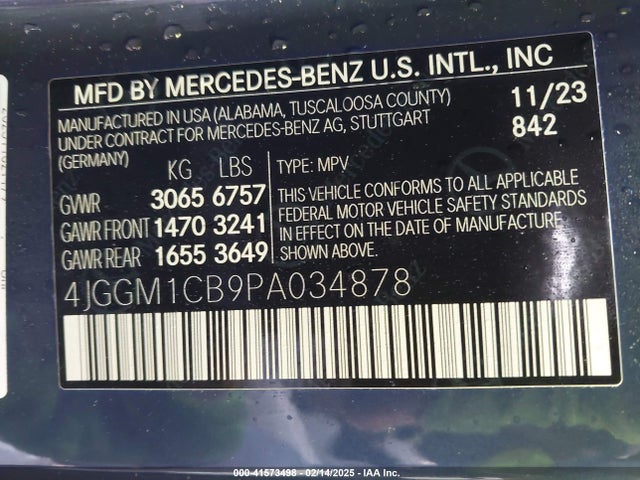 MFD BY MERCEDES-BENZ U.S. INTL., INC
MANUFACTURED IN USA (ALABAMA, TUSCALOOSA COUNTY) 11/23
UNDER CONTRACT FOR MERCEDES-BENZ AG, STUTTGART 842
(GERMANY)
KG LBS TYPE: MPV
GVWR 3065 6757
GAWR FRONT 1470 3241
GAWR REAR 1655 3649
THIS VEHICLE CONFORMS TO ALL APPLICABLE
FEDERAL MOTOR VEHICLE SAFETY STANDARDS
IN EFFECT ON THE DATE OF MANUFACTURE
SHOWN ABOVE.
4JGGM1CB9PA034878
000-41573498 - 02/14/2025 - IAA Inc.